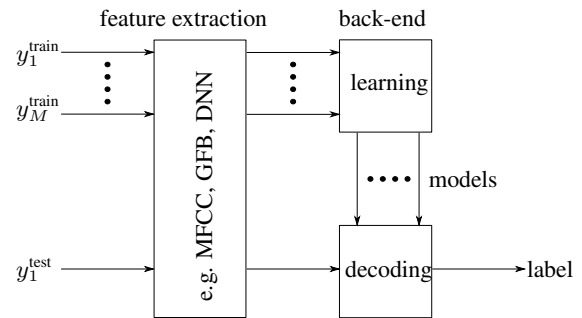 feature extraction
back-end
y_1^train
y_M^train
y_1^test
e.g. MFCC, GFB, DNN
learning
models
decoding
label